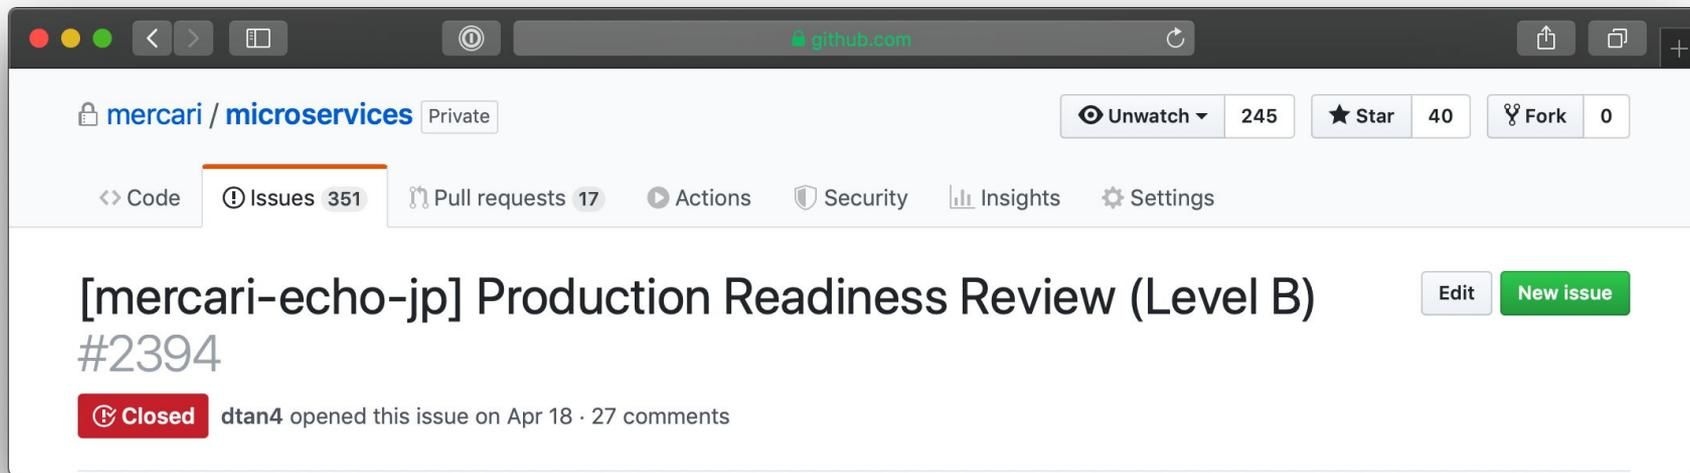 github.com
mercari / microservices Private Unwatch 245 Star 40 Fork 0
Code Issues 351 Pull requests 17 Actions Security Insights Settings
[mercari-echo-jp] Production Readiness Review (Level B) Edit New issue
#2394
Closed dtan4 opened this issue on Apr 18 · 27 comments